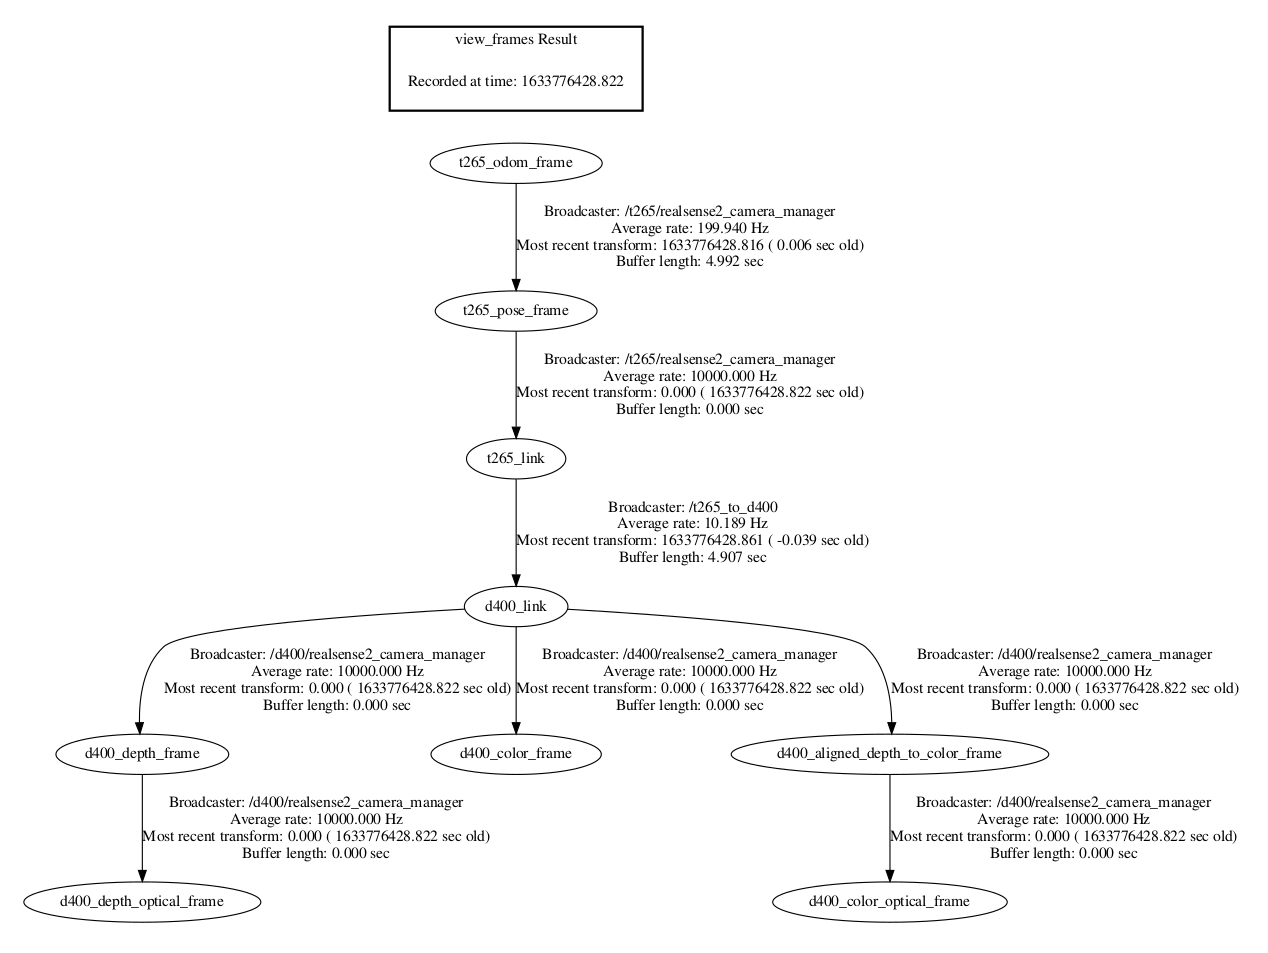 view_frames Result
Recorded at time: 1633776428.822
t265_odom_frame
Broadcaster: /t265/realsense2_camera_manager
Average rate: 199.940 Hz
Most recent transform: 1633776428.816 ( 0.006 sec old)
Buffer length: 4.992 sec
t265_pose_frame
Broadcaster: /t265/realsense2_camera_manager
Average rate: 10000.000 Hz
Most recent transform: 0.000 ( 1633776428.822 sec old)
Buffer length: 0.000 sec
t265_link
Broadcaster: /t265_to_d400
Average rate: 10.189 Hz
Most recent transform: 1633776428.861 ( -0.039 sec old)
Buffer length: 4.907 sec
d400_link
Broadcaster: /d400/realsense2_camera_manager
Average rate: 10000.000 Hz
Most recent transform: 0.000 ( 1633776428.822 sec old)
Buffer length: 0.000 sec
Broadcaster: /d400/realsense2_camera_manager
Average rate: 10000.000 Hz
Most recent transform: 0.000 ( 1633776428.822 sec old)
Buffer length: 0.000 sec
Broadcaster: /d400/realsense2_camera_manager
Average rate: 10000.000 Hz
Most recent transform: 0.000 ( 1633776428.822 sec old)
Buffer length: 0.000 sec
d400_depth_frame
d400_color_frame
d400_aligned_depth_to_color_frame
Broadcaster: /d400/realsense2_camera_manager
Average rate: 10000.000 Hz
Most recent transform: 0.000 ( 1633776428.822 sec old)
Buffer length: 0.000 sec
Broadcaster: /d400/realsense2_camera_manager
Average rate: 10000.000 Hz
Most recent transform: 0.000 ( 1633776428.822 sec old)
Buffer length: 0.000 sec
d400_depth_optical_frame
d400_color_optical_frame